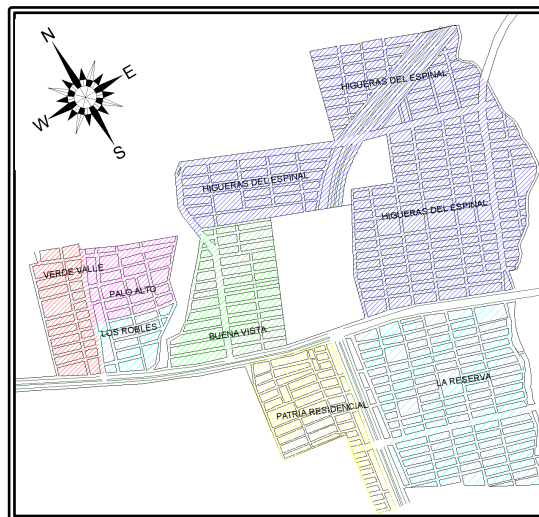 N
E
W
S
HIGUERAS DEL ESPINAL
HIGUERAS DEL ESPINAL
HIGUERAS DEL ESPINAL
VERDE VALLE
PALO ALTO
LOS ROBLES
BUENA VISTA
LA RESERVA
PATRIA RESIDENCIAL